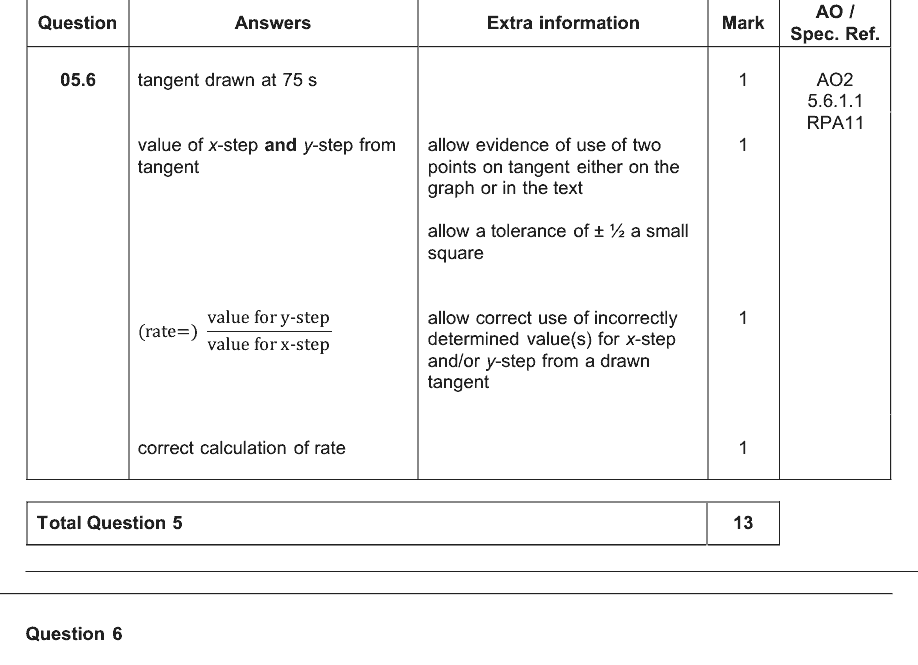 Question Answers Extra information Mark AO /
Spec. Ref.
05.6 tangent drawn at 75 s 1 AO2
5.6.1.1
RPA11
value of x-step and y-step from
tangent
allow evidence of use of two
points on tangent either on the
graph or in the text
1
allow a tolerance of ± ½ a small
square
(rate=) value for y-step
value for x-step
allow correct use of incorrectly
determined value(s) for x-step
and/or y-step from a drawn
tangent
1
correct calculation of rate 1
Total Question 5 13
Question 6